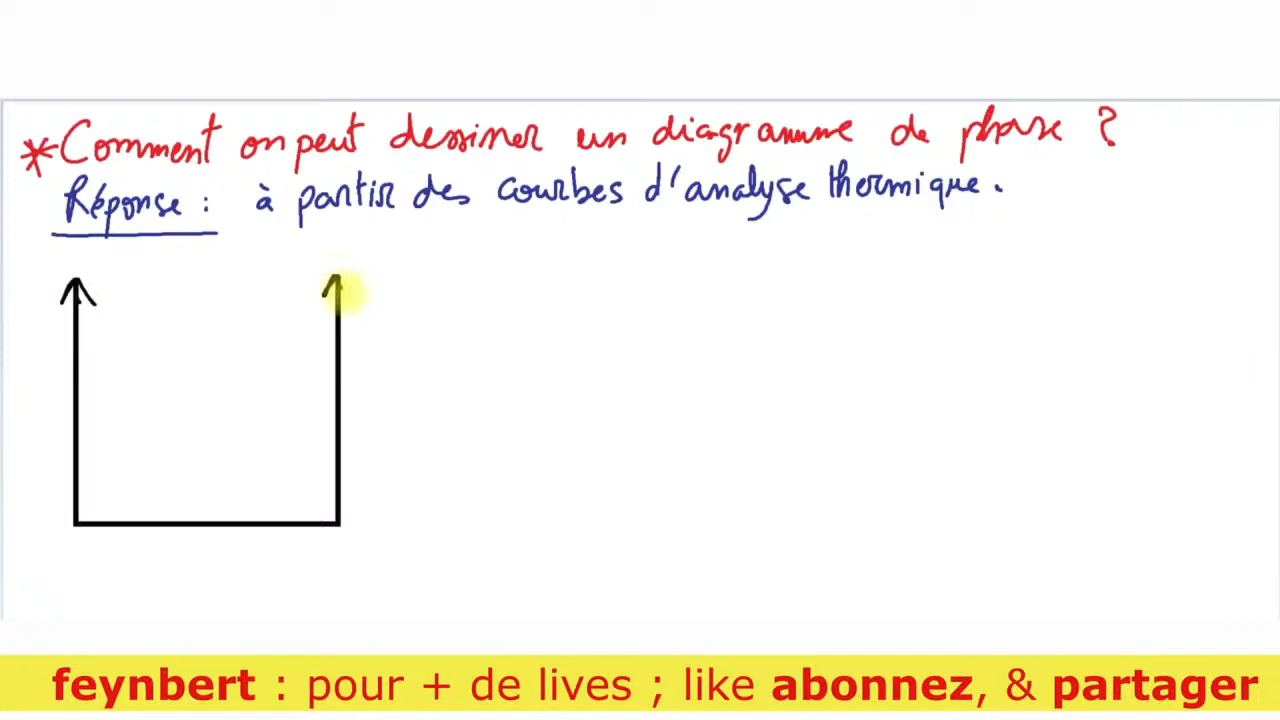 * Comment on peut dessiner un diagramme de phase ?
Réponse : à partir des courbes d'analyse thermique.
feynbert : pour + de lives ; like abonnez, & partager